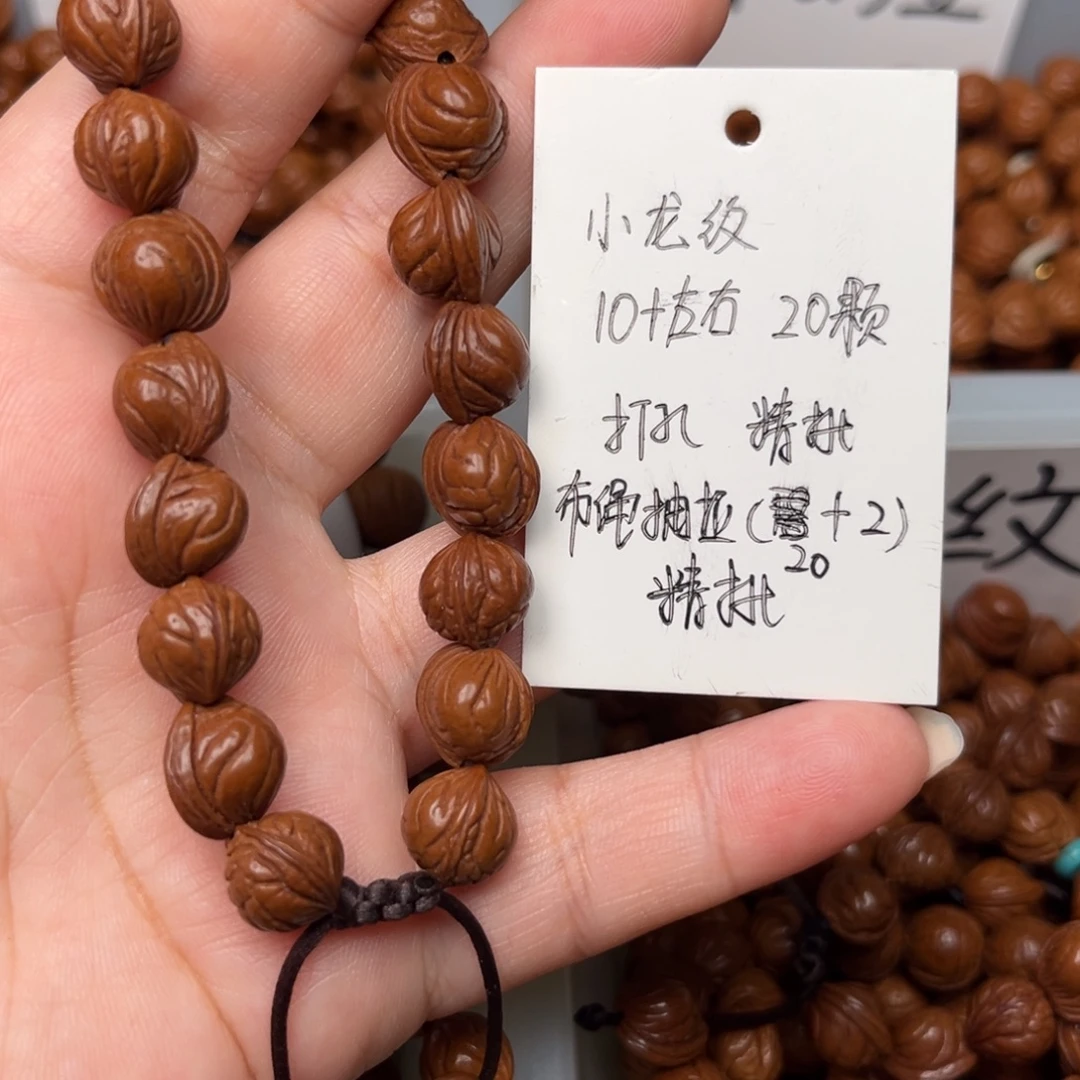 小龙纹
10+左右 20颗
打孔 精批
布绳抽拉(+2)
20
精批
纹